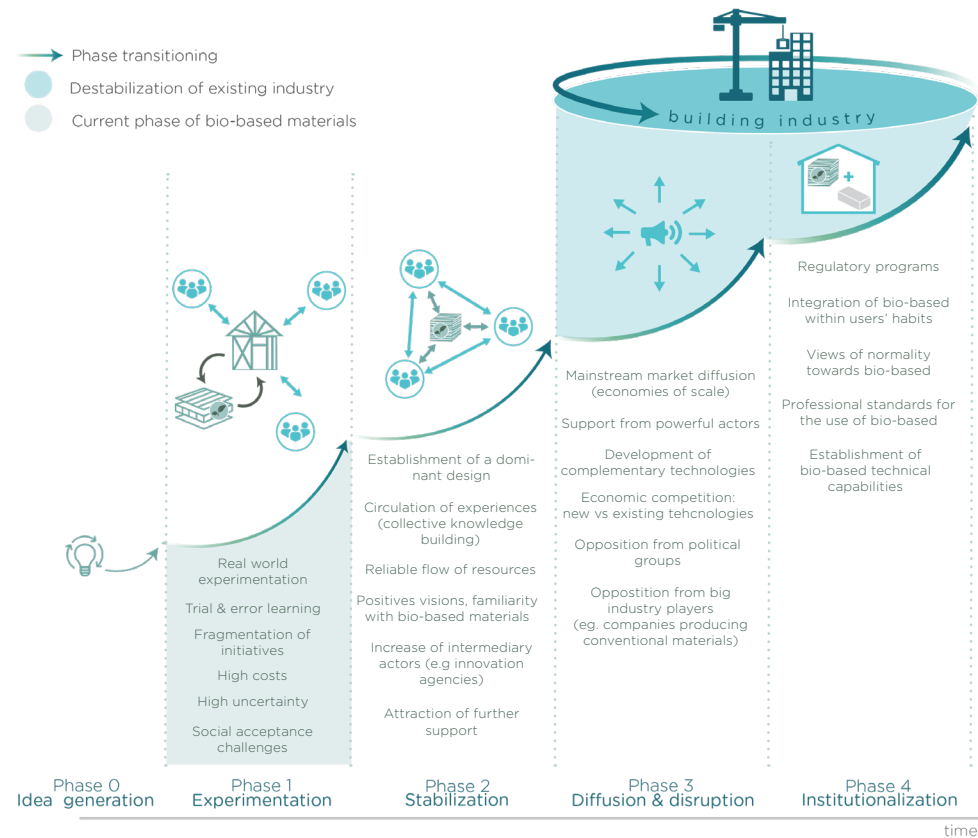 Phase transitioning
Destabilization of existing industry
Current phase of bio-based materials
building industry
Real world
experimentation
Trial & error learning
Fragmentation of
initiatives
High costs
High uncertainty
Social acceptance
challenges
Establishment of a domi-
nant design
Circulation of experiences
(collective knowledge
building)
Reliable flow of resources
Positives visions, familiarity
with bio-based materials
Increase of intermediary
actors (e.g innovation
agencies)
Attraction of further
support
Mainstream market diffusion
(economies of scale)
Support from powerful actors
Development of
complementary technologies
Economic competition:
new vs existing tehcnologies
Opposition from political
groups
Oppostition from big
industry players
(eg. companies producing
conventional materials)
Regulatory programs
Integration of bio-based
within users' habits
Views of normality
towards bio-based
Professional standards for
the use of bio-based
Establishment of
bio-based technical
capabilities
Phase 0
Idea generation
Phase 1
Experimentation
Phase 2
Stabilization
Phase 3
Diffusion & disruption
Phase 4
Institutionalization
time